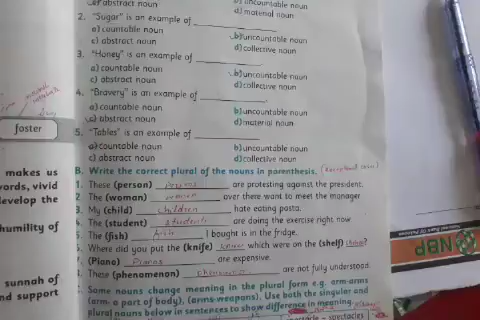 abstract noun
b) uncountable noun
d) material noun
2. "Sugar" is an example of
a) countable noun
b) uncountable noun
c) abstract noun
d) collective noun
3. "Honey" is an example of
a) countable noun
b) uncountable noun
c) abstract noun
d) collective noun
4. "Bravery" is an example of
a) countable noun
b) uncountable noun
c) abstract noun
d) material noun
5. "Tables" is an example of
a) countable noun
b) uncountable noun
c) abstract noun
d) collective noun
B. Write the correct plural of the nouns in parenthesis.
1. These (person) are protesting against the president.
2. The (woman) women over there want to meet the manager
3. My (child) children hate eating pasta.
4. The (student) students are doing the exercise right now
5. The (fish) I bought is in the fridge.
6. Where did you put the (knife) which were on the (shelf)
7. (Piano) Pianos are expensive.
8. These (phenomenon) are not fully understood.
Some nouns change meaning in the plural form e.g. arm-arms
(arm: a part of body), (arms-weapons). Use both the singular and
plural nouns below in sentences to show difference in meaning.
spectacles
foster
makes us
words, vivid
develop the
humility of
sunnah of
and support
NBP